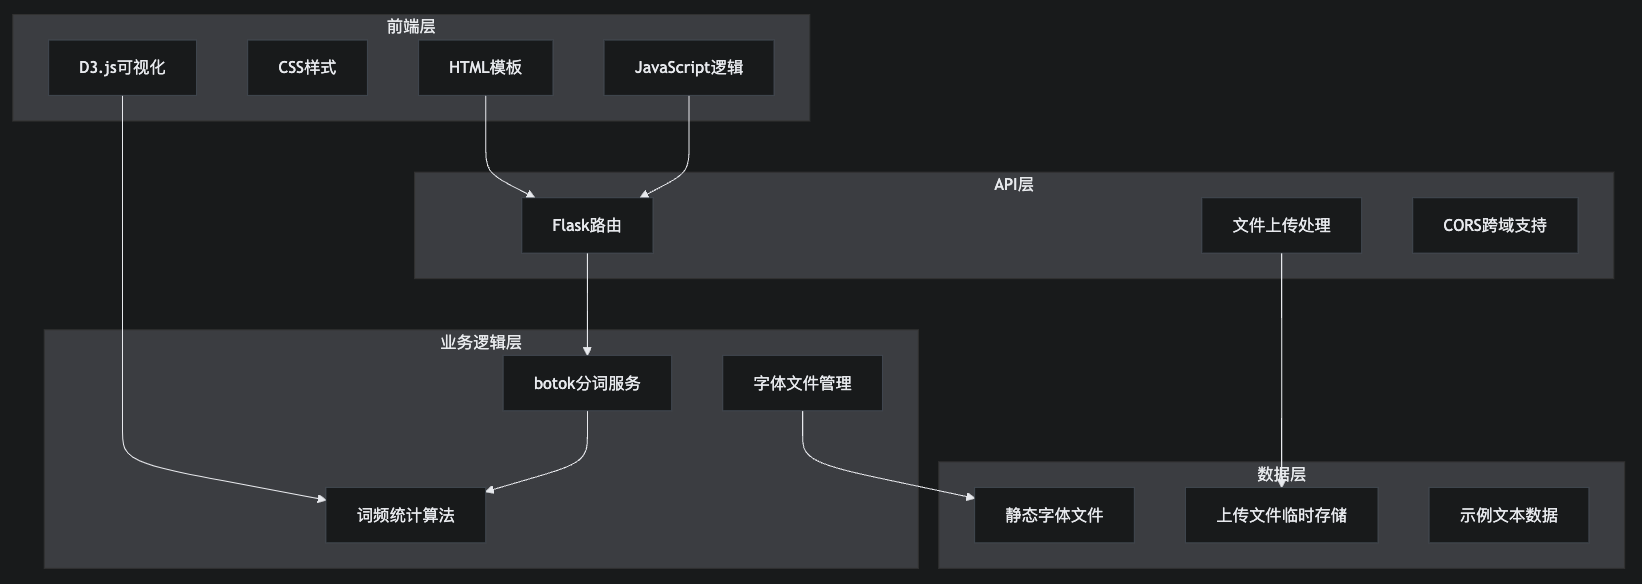 前端层
D3.js可视化
CSS样式
HTML模板
JavaScript逻辑
API层
Flask路由
文件上传处理
CORS跨域支持
业务逻辑层
botok分词服务
字体文件管理
词频统计算法
数据层
静态字体文件
上传文件临时存储
示例文本数据